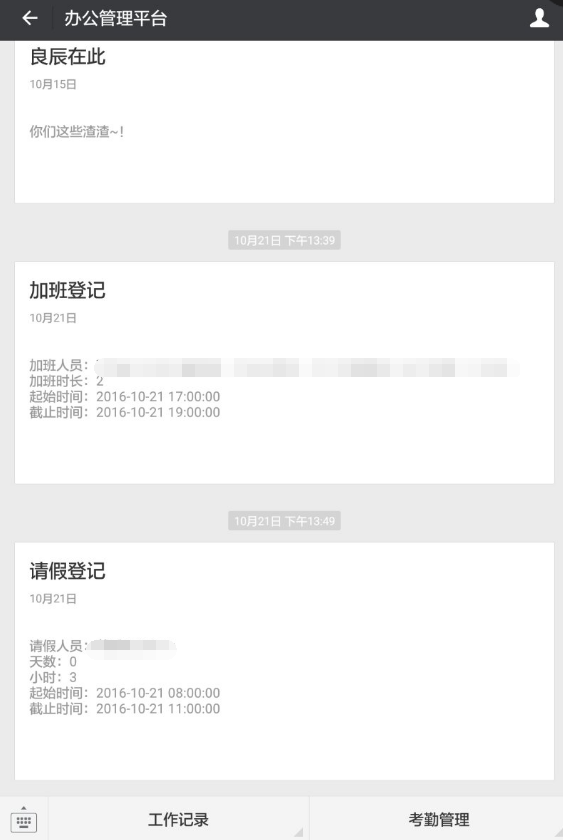 办公管理平台
良辰在此
10月15日
你们这些渣渣~!
10月21日 下午13:39
加班登记
10月21日
加班人员：
加班时长：2
起始时间：2016-10-21 17:00:00
截止时间：2016-10-21 19:00:00
10月21日 下午13:49
请假登记
10月21日
请假人员：
天数：0
小时：3
起始时间：2016-10-21 08:00:00
截止时间：2016-10-21 11:00:00
工作记录
考勤管理